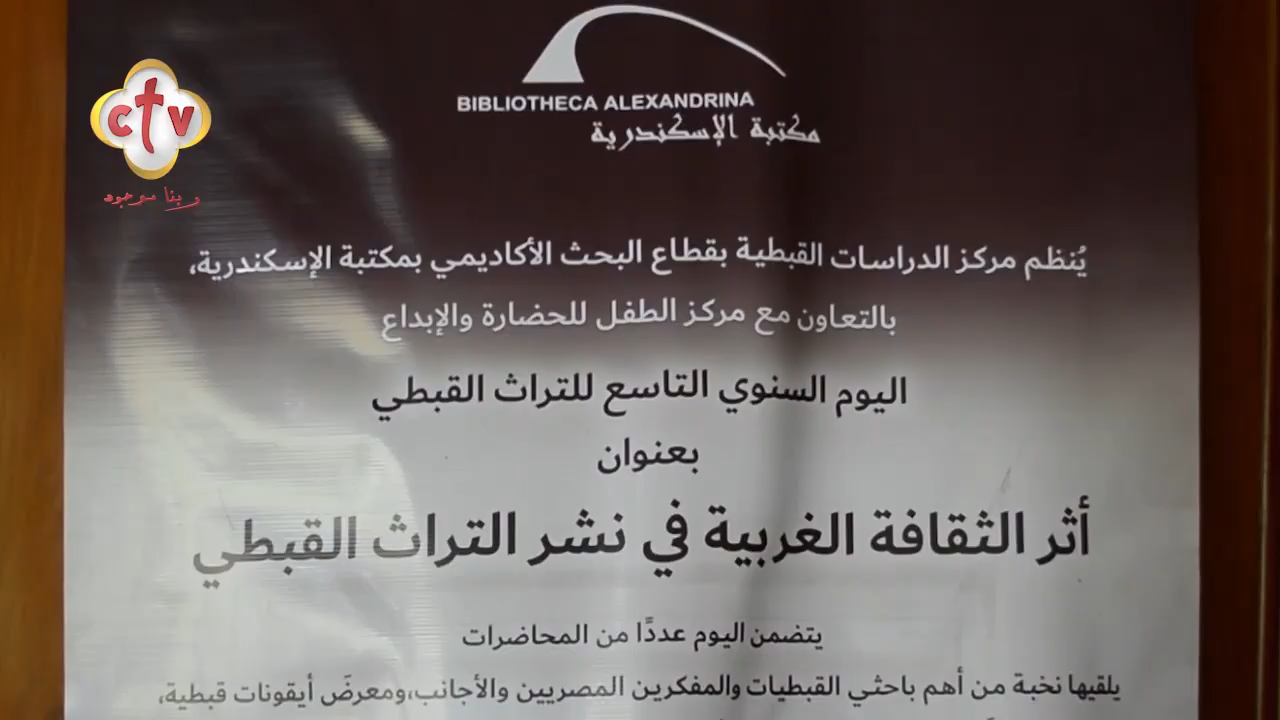 BIBLIOTHECA ALEXANDRINA
مكتبة الإسكندرية
ctv
ربنا موجود
يُنظم مركز الدراسات القبطية بقطاع البحث الأكاديمي بمكتبة الإسكندرية،
بالتعاون مع مركز الطفل للحضارة والإبداع
اليوم السنوي التاسع للتراث القبطي
بعنوان
أثر الثقافة الغربية في نشر التراث القبطي
يتضمن اليوم عددًا من المحاضرات
يلقيها نخبة من أهم باحثي القبطيات والمفكرين المصريين والأجانب،ومعرضَ أيقونات قبطية،